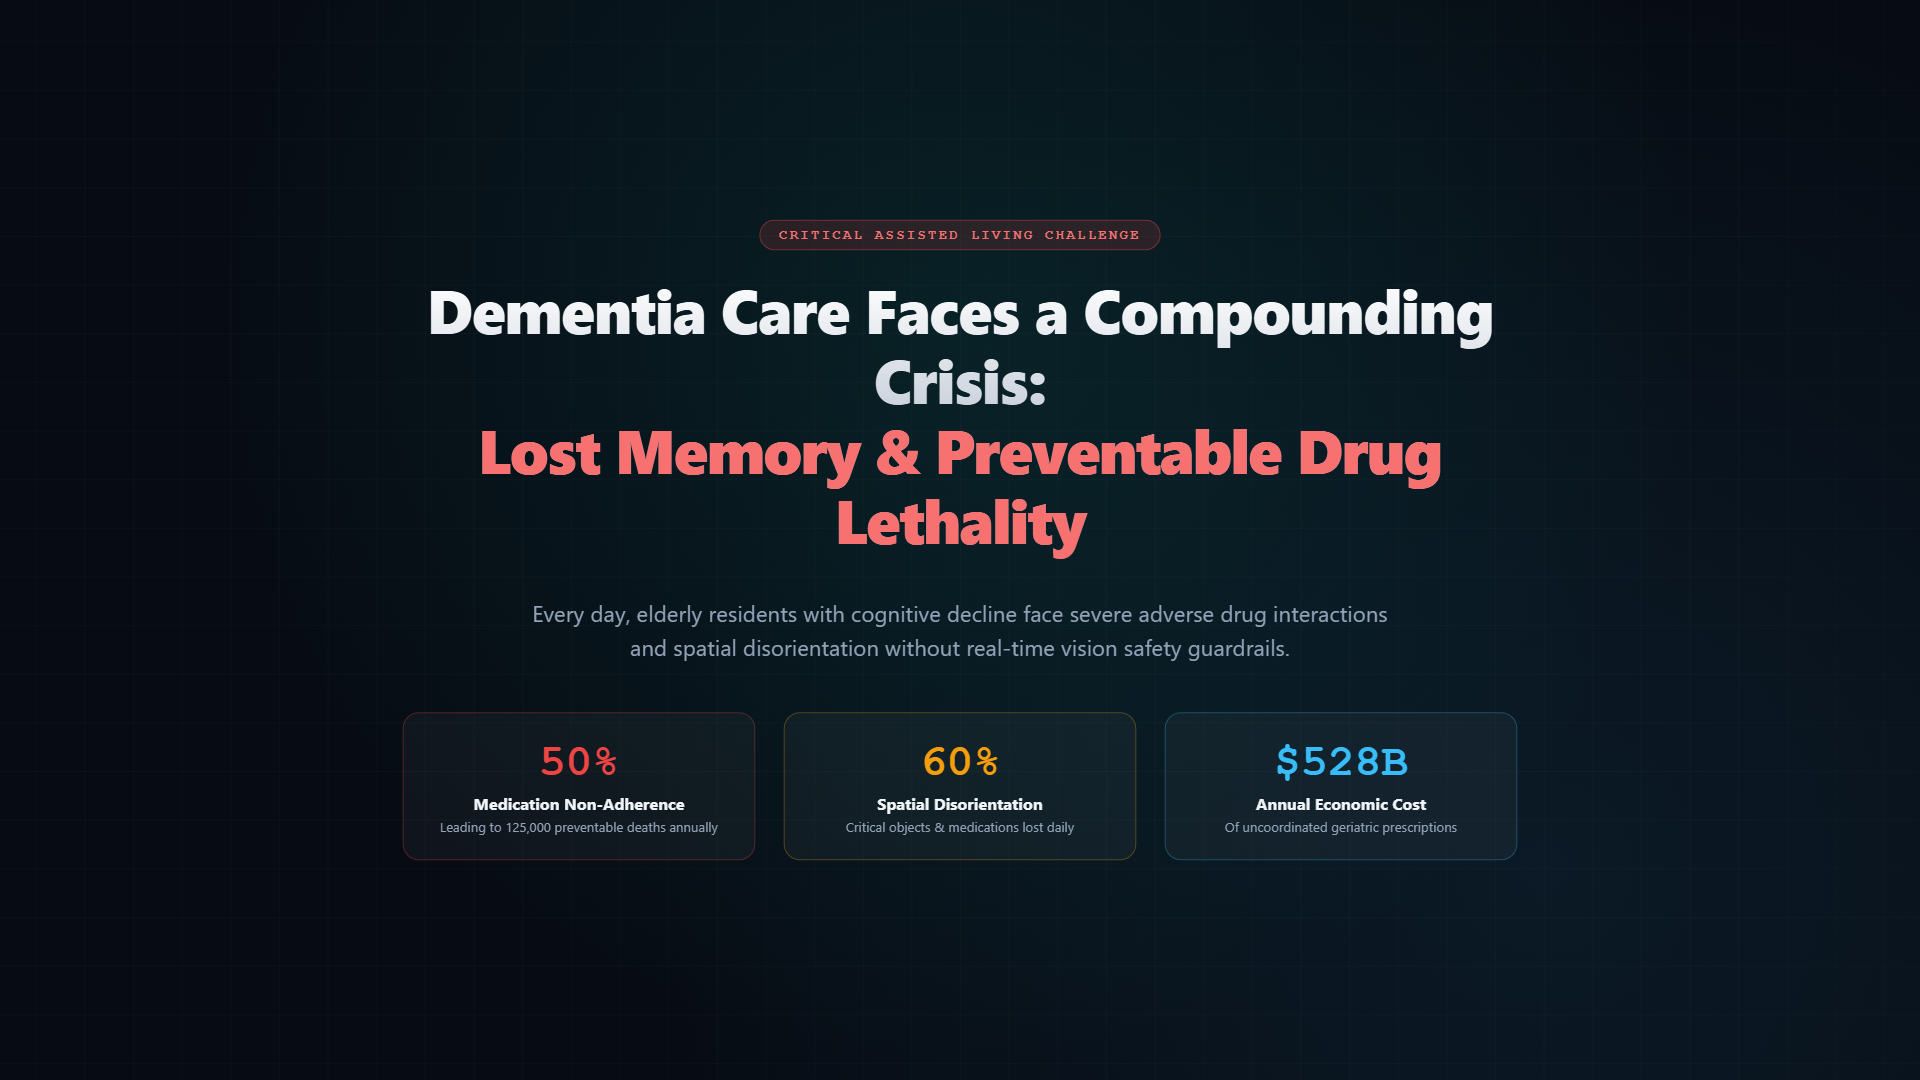 CRITICAL ASSISTED LIVING CHALLENGE
Dementia Care Faces a Compounding
Crisis:
Lost Memory & Preventable Drug
Lethality
Every day, elderly residents with cognitive decline face severe adverse drug interactions
and spatial disorientation without real-time vision safety guardrails.
50%
Medication Non-Adherence
Leading to 125,000 preventable deaths annually
60%
Spatial Disorientation
Critical objects & medications lost daily
$528B
Annual Economic Cost
Of uncoordinated geriatric prescriptions